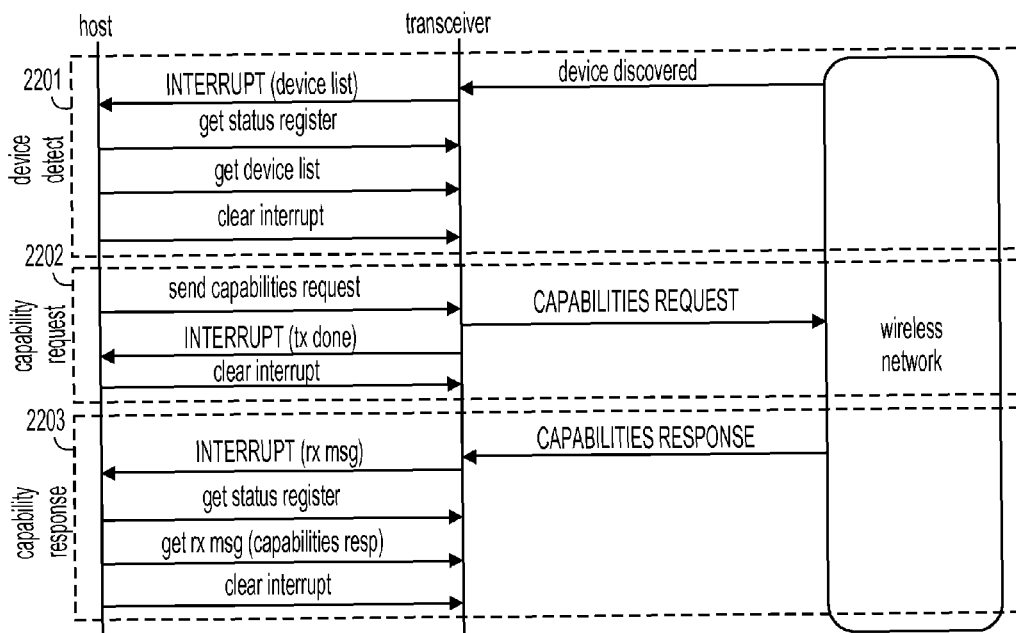 host
transceiver
2201
device
detect
device discovered
INTERRUPT (device list)
get status register
get device list
clear interrupt
2202
capability
request
send capabilities request
CAPABILITIES REQUEST
INTERRUPT (tx done)
clear interrupt
wireless
network
2203
capability
response
CAPABILITIES RESPONSE
INTERRUPT (rx msg)
get status register
get rx msg (capabilities resp)
clear interrupt